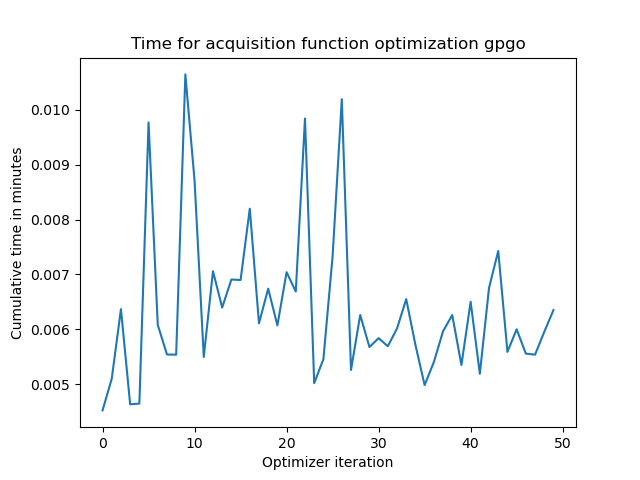 Time for acquisition function optimization gpgo
0.010
0.009
0.008
0.007
0.006
0.005
Cumulative time in minutes
0 10 20 30 40 50
Optimizer iteration